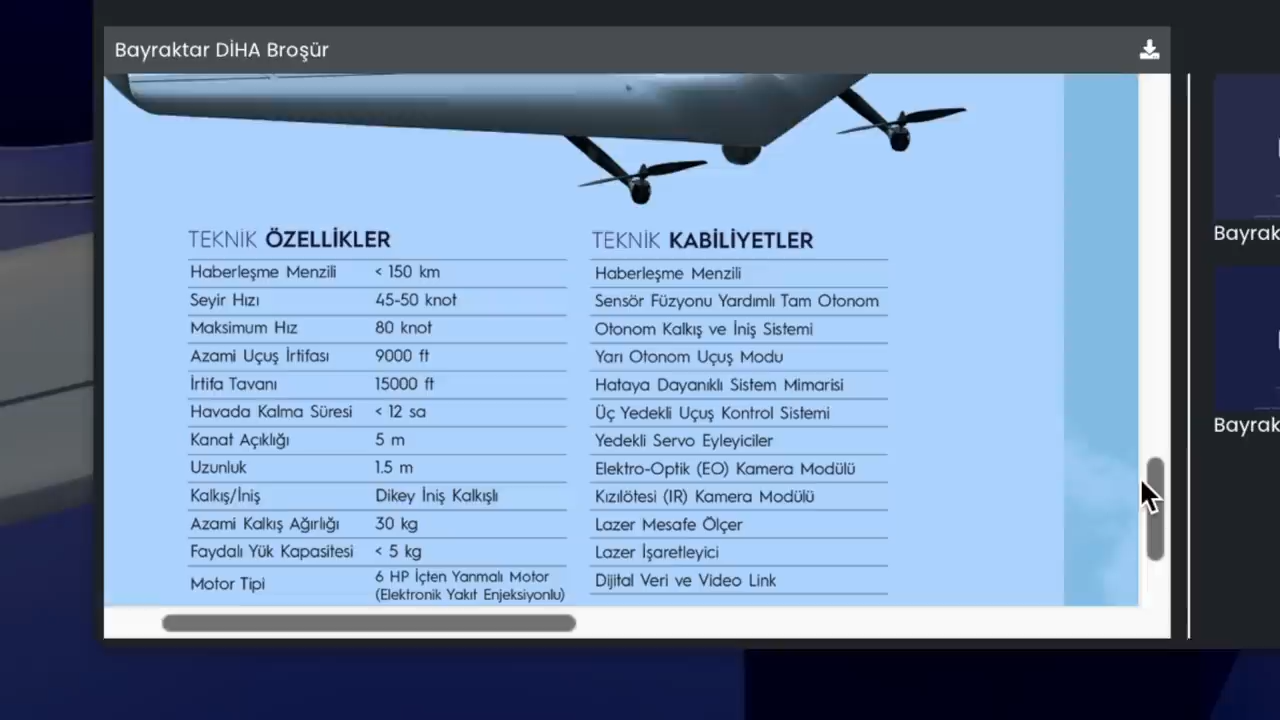 Bayraktar DİHA Broşür
TEKNİK ÖZELLİKLER
Haberleşme Menzili < 150 km
Seyir Hızı 45-50 knot
Maksimum Hız 80 knot
Azami Uçuş İrtifası 9000 ft
İrtifa Tavanı 15000 ft
Havada Kalma Süresi < 12 sa
Kanat Açıklığı 5 m
Uzunluk 1.5 m
Kalkış/İniş Dikey İniş Kalkışlı
Azami Kalkış Ağırlığı 30 kg
Faydalı Yük Kapasitesi < 5 kg
Motor Tipi 6 HP İçten Yanmalı Motor
(Elektronik Yakıt Enjeksiyonlu)
TEKNİK KABİLİYETLER
Haberleşme Menzili
Sensör Füzyonu Yardımlı Tam Otonom
Otonom Kalkış ve İniş Sistemi
Yarı Otonom Uçuş Modu
Hataya Dayanıklı Sistem Mimarisi
Üç Yedekli Uçuş Kontrol Sistemi
Yedekli Servo Eyleyiciler
Elektro-Optik (EO) Kamera Modülü
Kızılötesi (IR) Kamera Modülü
Lazer Mesafe Ölçer
Lazer İşaretleyici
Dijital Veri ve Video Link
Bayrak
Bayrak